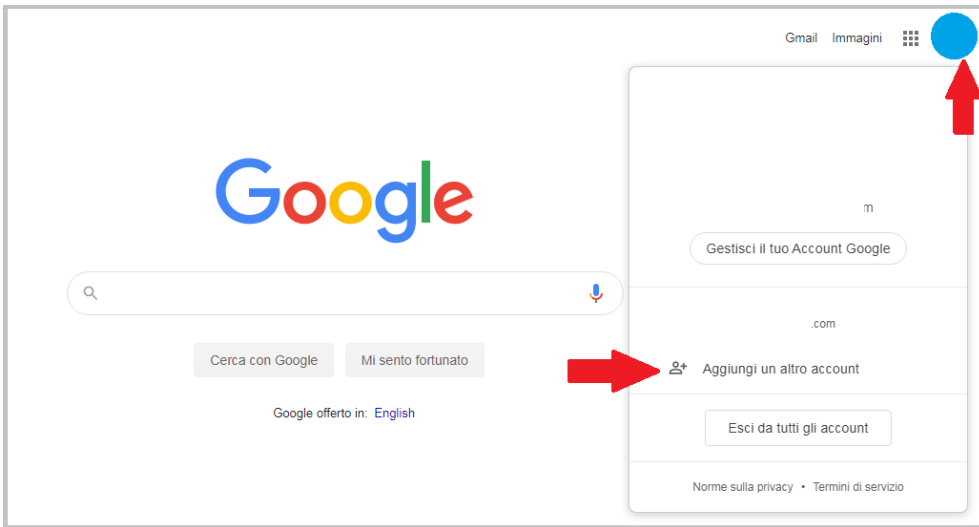 Gmail Immagini
Google
m
Gestisci il tuo Account Google
.com
Cerca con Google Mi sento fortunato
Aggiungi un altro account
Google offerto in: English
Esci da tutti gli account
Norme sulla privacy • Termini di servizio